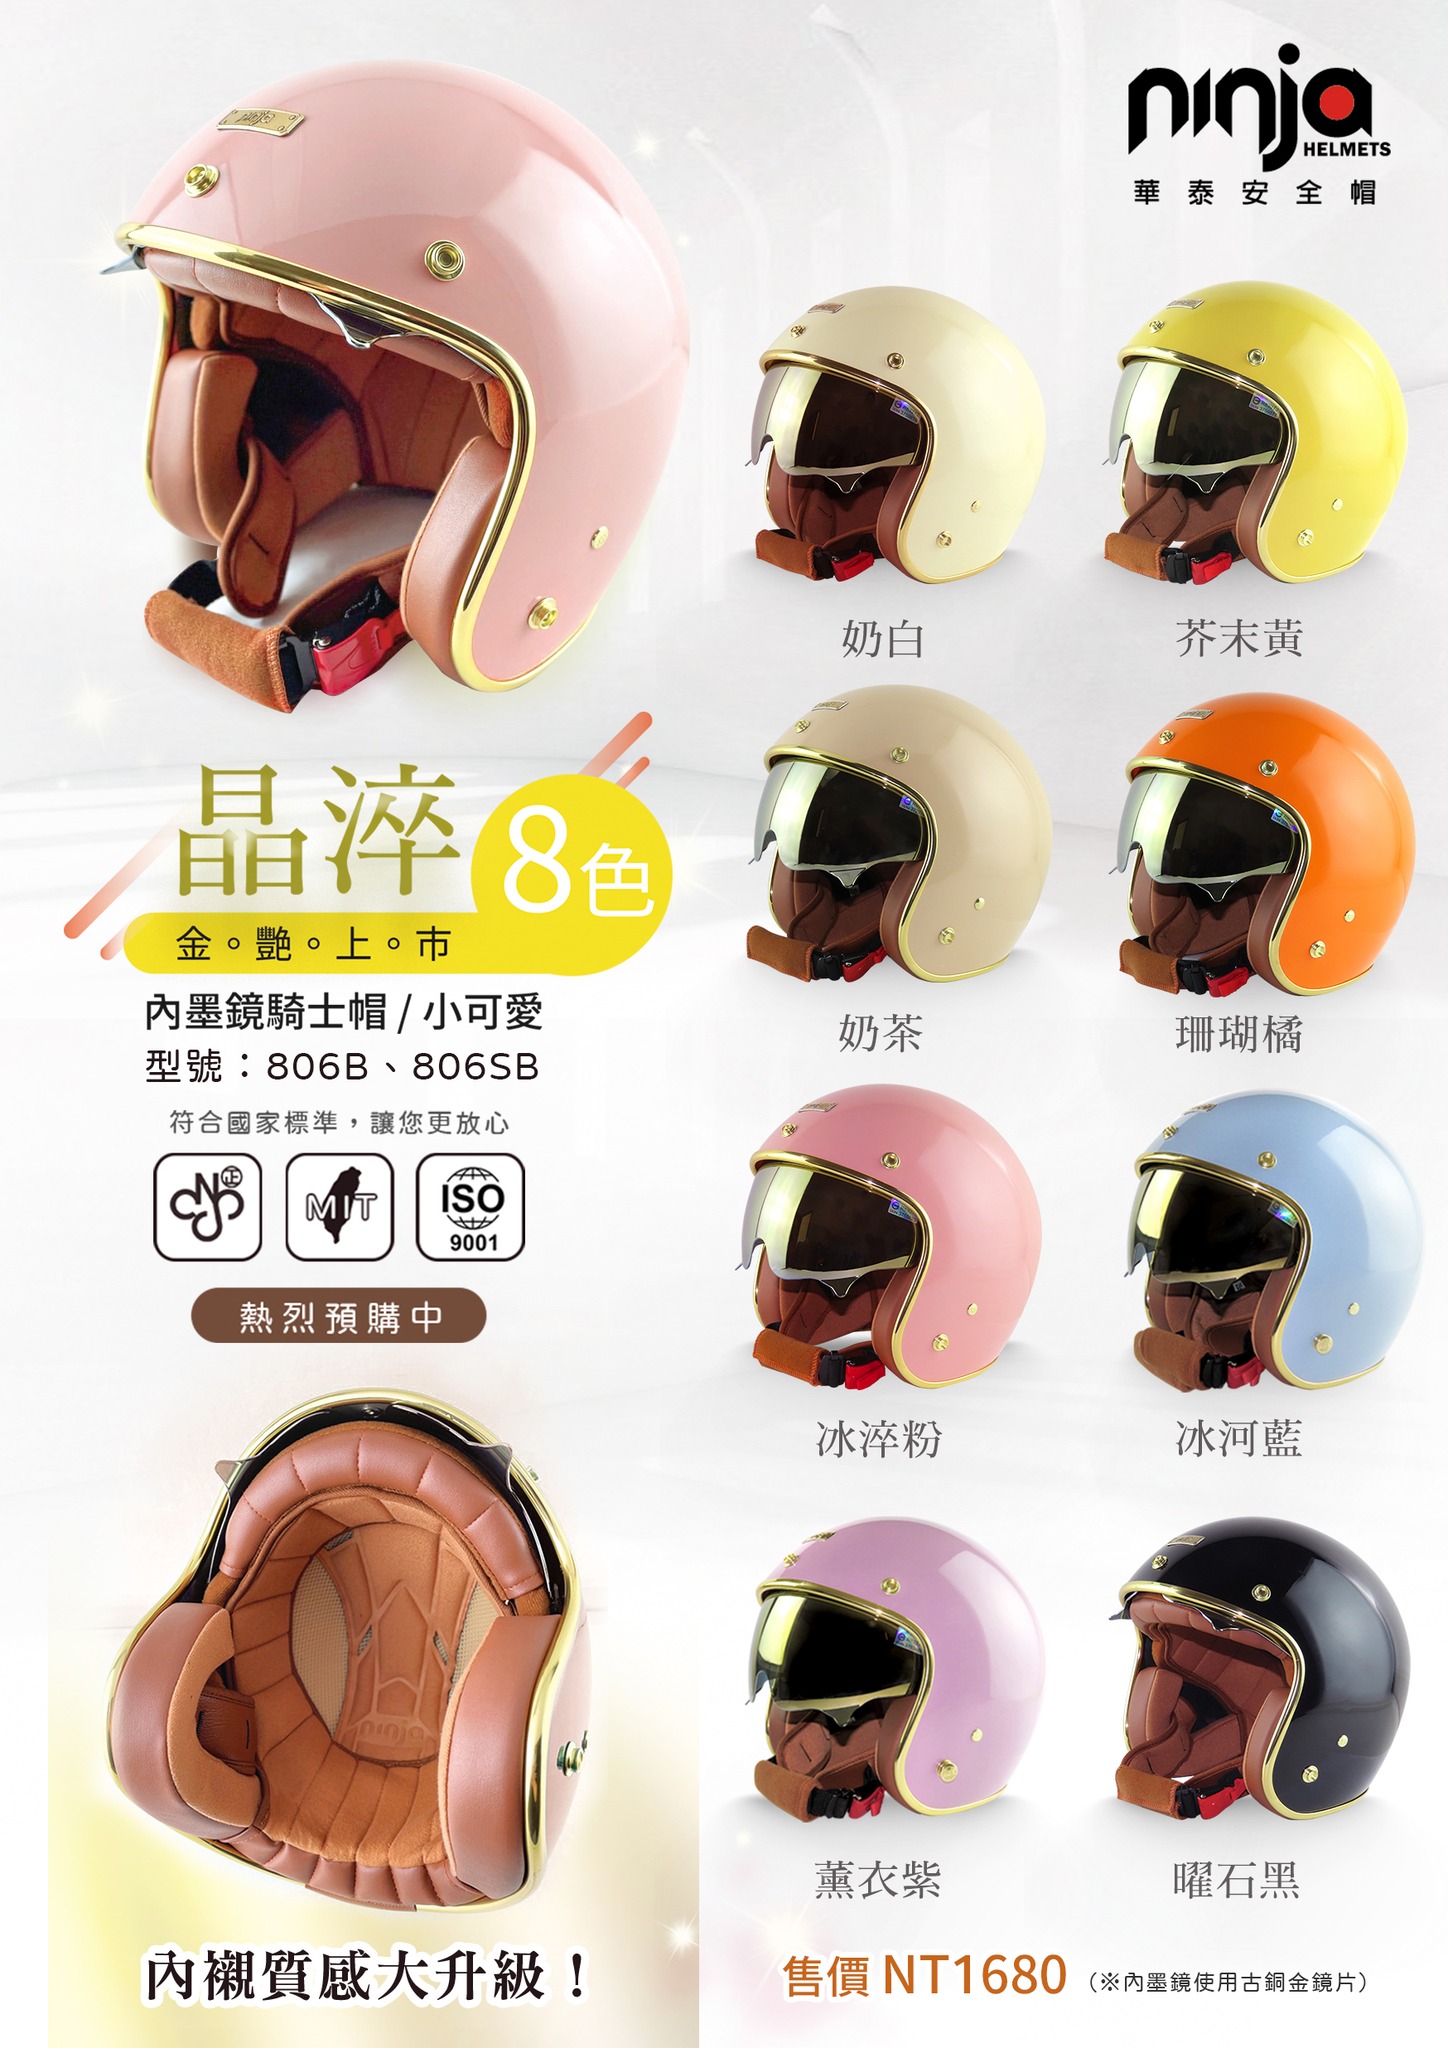 ninja
HELMETS
華泰安全帽
ninja
奶白
芥末黃
奶茶
珊瑚橘
冰淬粉
冰河藍
薰衣紫
曜石黑
晶淬
8色
金。艷。上。市
內墨鏡騎士帽 / 小可愛
型號：806B、806SB
符合國家標準，讓您更放心
正
MIT
ISO
9001
熱烈預購中
ninja
內襯質感大升級！
售價 NT1680（※內墨鏡使用古銅金鏡片）